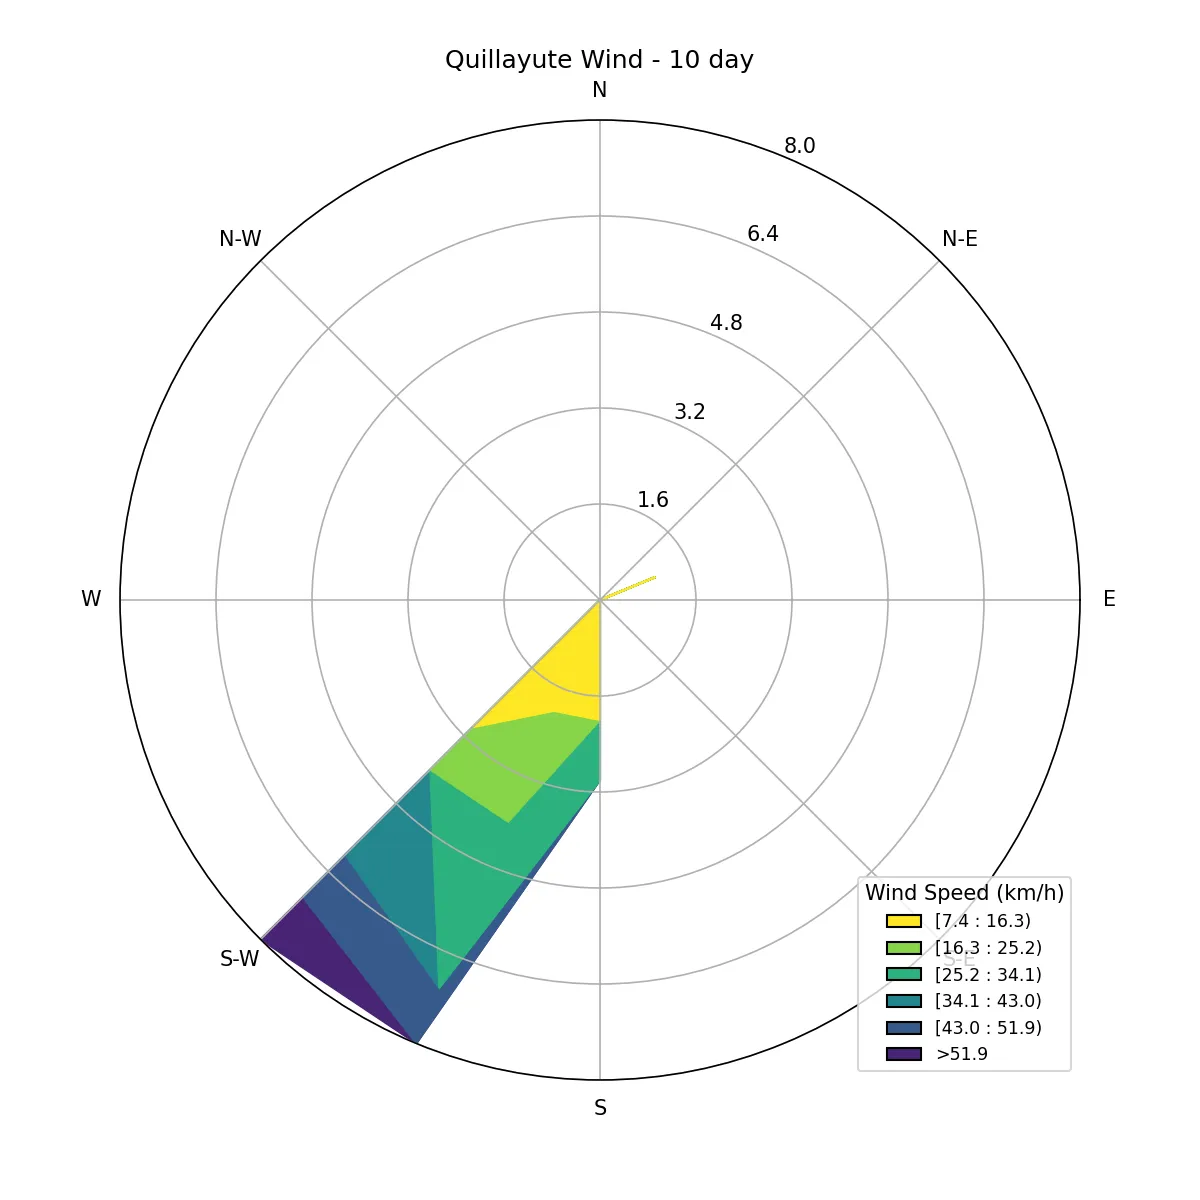 Quillayute Wind - 10 day
N
8.0
N-W
N-E
6.4
4.8
3.2
1.6
W
E
S-W
S-E
S
Wind Speed (km/h)
[7.4 : 16.3)
[16.3 : 25.2)
[25.2 : 34.1)
[34.1 : 43.0)
[43.0 : 51.9)
>51.9